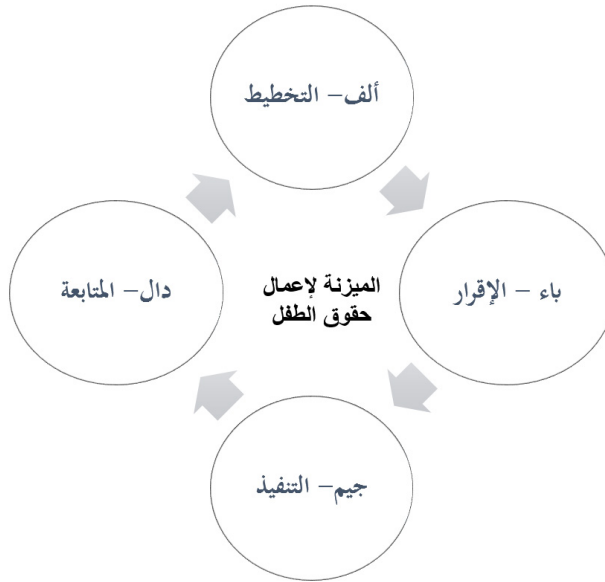 ألف– التخطيط
باء – الإقرار
الميزنة لإعمال
حقوق الطفل
دال– المتابعة
جيم– التنفيذ